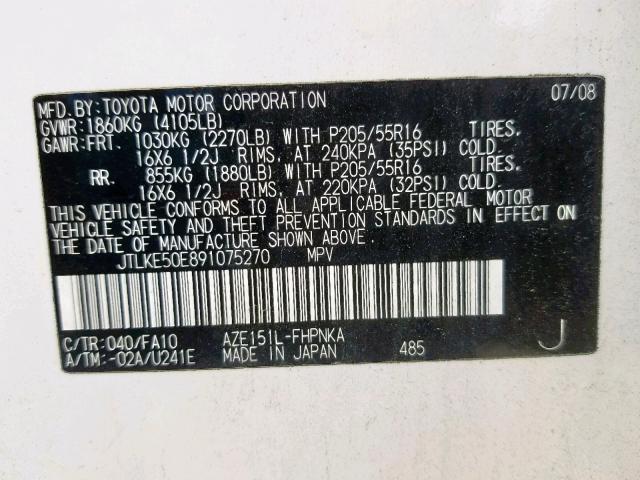 MFD.BY:TOYOTA MOTOR CORPORATION 07/08
GVWR:1860KG (4105LB)
GAWR:FRT. 1030KG (2270LB) WITH P205/55R16 TIRES.
16X6 1/2J RIMS, AT 240KPA (35PSI) COLD.
RR. 855KG (1880LB) WITH P205/55R16 TIRES.
16X6 1/2J RIMS, AT 220KPA (32PSI) COLD.
THIS VEHICLE CONFORMS TO ALL APPLICABLE FEDERAL MOTOR
VEHICLE SAFETY AND THEFT PREVENTION STANDARDS IN EFFECT ON
THE DATE OF MANUFACTURE SHOWN ABOVE.
JTLKE50E891075270 MPV
C/TR:040/FA10 AZE151L-FHPNKA J
A/TM:-02A/U241E MADE IN JAPAN 485